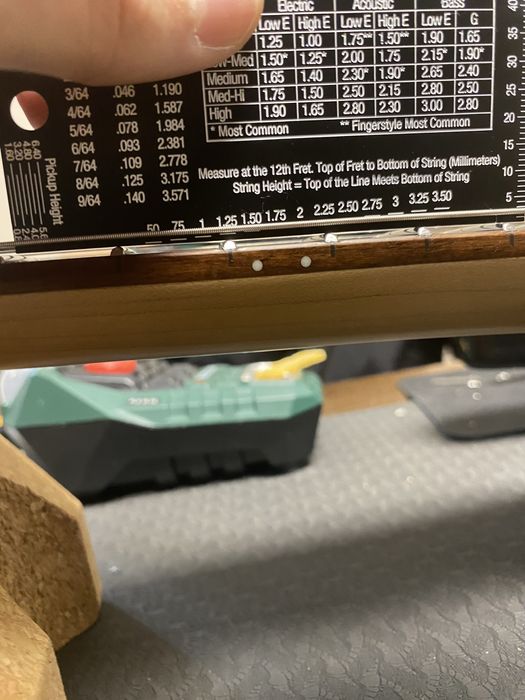 Electric Acoustic Bass
Low E High E Low E High E Low E G
1.25 1.00 1.75** 1.50** 1.90 1.65
w-Med 1.50* 1.25* 2.00 1.75 2.15* 1.90*
Medium 1.65 1.40 2.30* 1.90* 2.65 2.40
Med-Hi 1.75 1.50 2.50 2.15 2.80 2.50
High 1.90 1.65 2.80 2.30 3.00 2.80
* Most Common ** Fingerstyle Most Common
3/64 .046 1.190
4/64 .062 1.587
5/64 .078 1.984
6/64 .093 2.381
7/64 .109 2.778
8/64 .125 3.175
9/64 .140 3.571
Measure at the 12th Fret. Top of Fret to Bottom of String (Millimeters)
String Height = Top of the Line Meets Bottom of String
.50 .75 1 1.25 1.50 1.75 2 2.25 2.50 2.75 3 3.25 3.50
Pickup Height
40
35
30
25
20
15
10
5